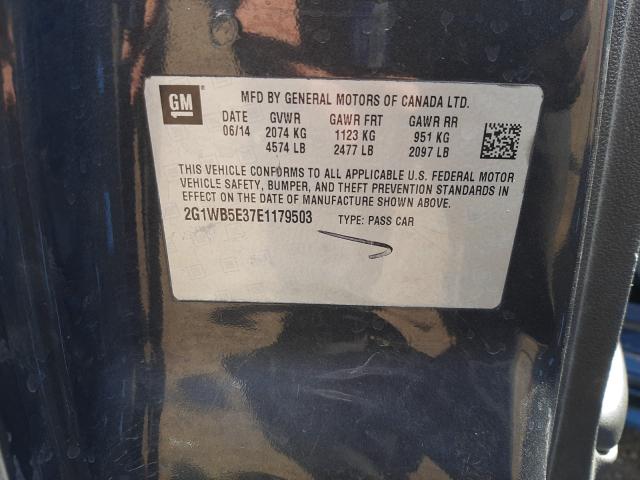 GM
MFD BY GENERAL MOTORS OF CANADA LTD.
DATE GVWR GAWR FRT GAWR RR
06/14 2074 KG 1123 KG 951 KG
4574 LB 2477 LB 2097 LB
THIS VEHICLE CONFORMS TO ALL APPLICABLE U.S. FEDERAL MOTOR
VEHICLE SAFETY, BUMPER, AND THEFT PREVENTION STANDARDS IN
EFFECT ON THE DATE OF MANUFACTURE SHOWN ABOVE.
2G1WB5E37E1179503 TYPE: PASS CAR